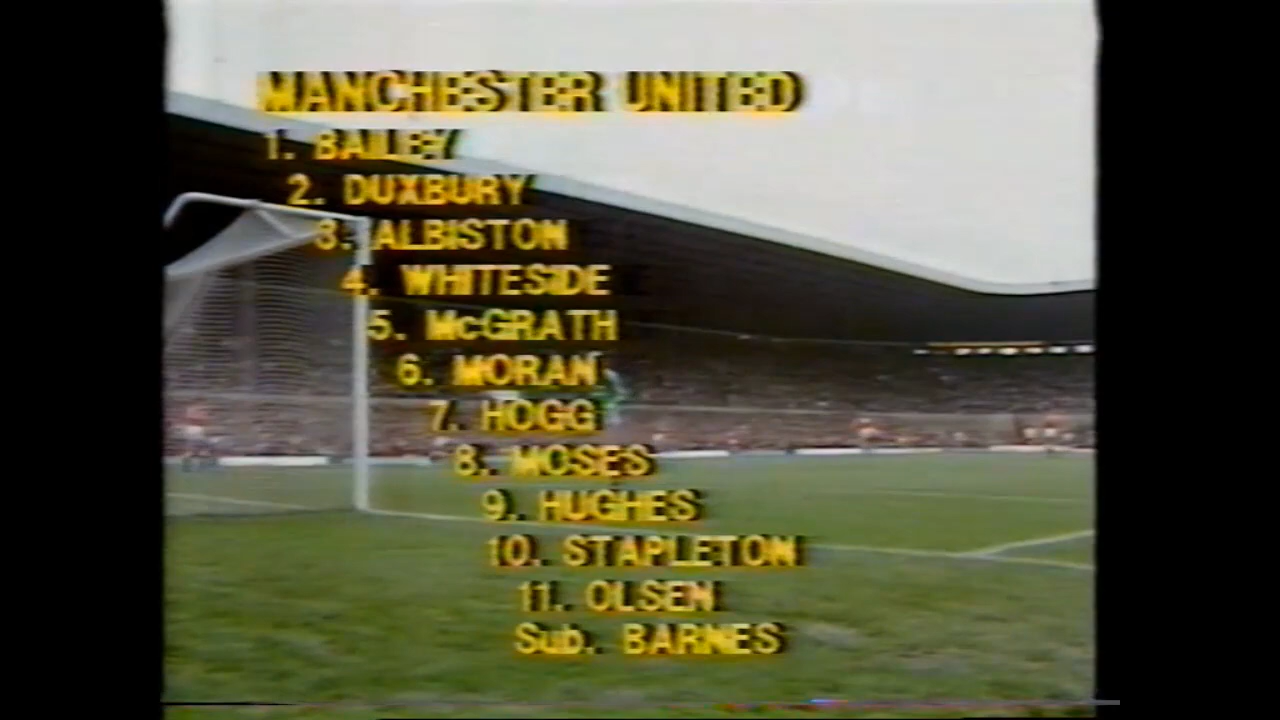 MANCHESTER UNITED
1. BAILEY
2. DUXBURY
3. ALBISTON
4. WHITESIDE
5. McGRATH
6. MORAN
7. HOGG
8. MOSES
9. HUGHES
10. STAPLETON
11. OLSEN
Sub. BARNES